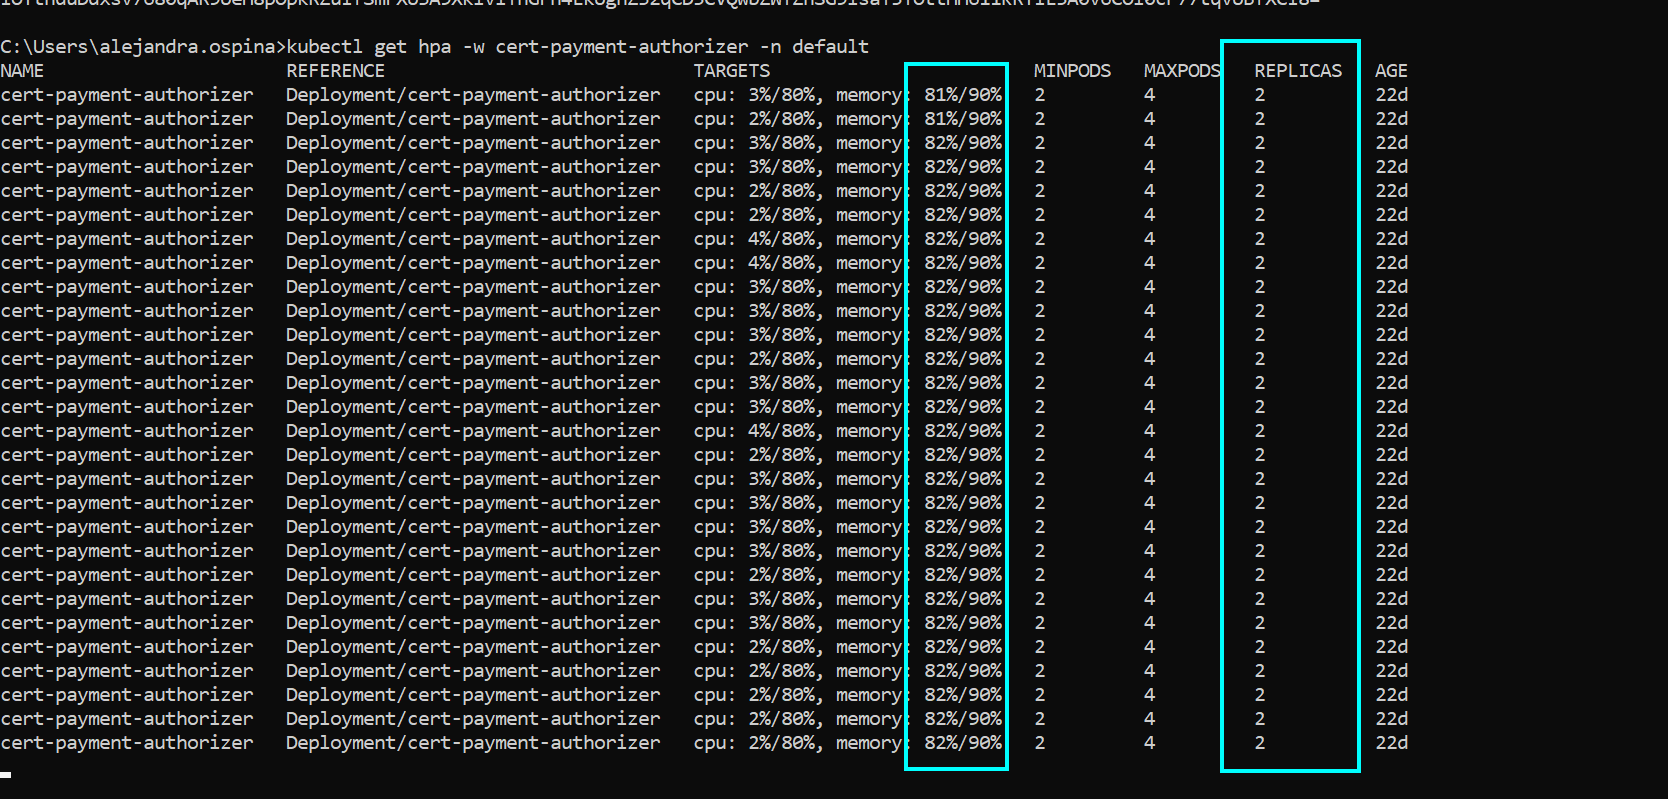 C:\Users\alejandra.ospina>kubectl get hpa -w cert-payment-authorizer -n default
NAME REFERENCE TARGETS MINPODS MAXPODS REPLICAS AGE
cert-payment-authorizer Deployment/cert-payment-authorizer cpu: 3%/80%, memory: 81%/90% 2 4 2 22d
cert-payment-authorizer Deployment/cert-payment-authorizer cpu: 2%/80%, memory: 81%/90% 2 4 2 22d
cert-payment-authorizer Deployment/cert-payment-authorizer cpu: 3%/80%, memory: 82%/90% 2 4 2 22d
cert-payment-authorizer Deployment/cert-payment-authorizer cpu: 3%/80%, memory: 82%/90% 2 4 2 22d
cert-payment-authorizer Deployment/cert-payment-authorizer cpu: 2%/80%, memory: 82%/90% 2 4 2 22d
cert-payment-authorizer Deployment/cert-payment-authorizer cpu: 2%/80%, memory: 82%/90% 2 4 2 22d
cert-payment-authorizer Deployment/cert-payment-authorizer cpu: 4%/80%, memory: 82%/90% 2 4 2 22d
cert-payment-authorizer Deployment/cert-payment-authorizer cpu: 4%/80%, memory: 82%/90% 2 4 2 22d
cert-payment-authorizer Deployment/cert-payment-authorizer cpu: 3%/80%, memory: 82%/90% 2 4 2 22d
cert-payment-authorizer Deployment/cert-payment-authorizer cpu: 3%/80%, memory: 82%/90% 2 4 2 22d
cert-payment-authorizer Deployment/cert-payment-authorizer cpu: 3%/80%, memory: 82%/90% 2 4 2 22d
cert-payment-authorizer Deployment/cert-payment-authorizer cpu: 2%/80%, memory: 82%/90% 2 4 2 22d
cert-payment-authorizer Deployment/cert-payment-authorizer cpu: 3%/80%, memory: 82%/90% 2 4 2 22d
cert-payment-authorizer Deployment/cert-payment-authorizer cpu: 3%/80%, memory: 82%/90% 2 4 2 22d
cert-payment-authorizer Deployment/cert-payment-authorizer cpu: 4%/80%, memory: 82%/90% 2 4 2 22d
cert-payment-authorizer Deployment/cert-payment-authorizer cpu: 2%/80%, memory: 82%/90% 2 4 2 22d
cert-payment-authorizer Deployment/cert-payment-authorizer cpu: 3%/80%, memory: 82%/90% 2 4 2 22d
cert-payment-authorizer Deployment/cert-payment-authorizer cpu: 3%/80%, memory: 82%/90% 2 4 2 22d
cert-payment-authorizer Deployment/cert-payment-authorizer cpu: 3%/80%, memory: 82%/90% 2 4 2 22d
cert-payment-authorizer Deployment/cert-payment-authorizer cpu: 3%/80%, memory: 82%/90% 2 4 2 22d
cert-payment-authorizer Deployment/cert-payment-authorizer cpu: 2%/80%, memory: 82%/90% 2 4 2 22d
cert-payment-authorizer Deployment/cert-payment-authorizer cpu: 3%/80%, memory: 82%/90% 2 4 2 22d
cert-payment-authorizer Deployment/cert-payment-authorizer cpu: 3%/80%, memory: 82%/90% 2 4 2 22d
cert-payment-authorizer Deployment/cert-payment-authorizer cpu: 2%/80%, memory: 82%/90% 2 4 2 22d
cert-payment-authorizer Deployment/cert-payment-authorizer cpu: 2%/80%, memory: 82%/90% 2 4 2 22d
cert-payment-authorizer Deployment/cert-payment-authorizer cpu: 2%/80%, memory: 82%/90% 2 4 2 22d
cert-payment-authorizer Deployment/cert-payment-authorizer cpu: 2%/80%, memory: 82%/90% 2 4 2 22d
cert-payment-authorizer Deployment/cert-payment-authorizer cpu: 2%/80%, memory: 82%/90% 2 4 2 22d